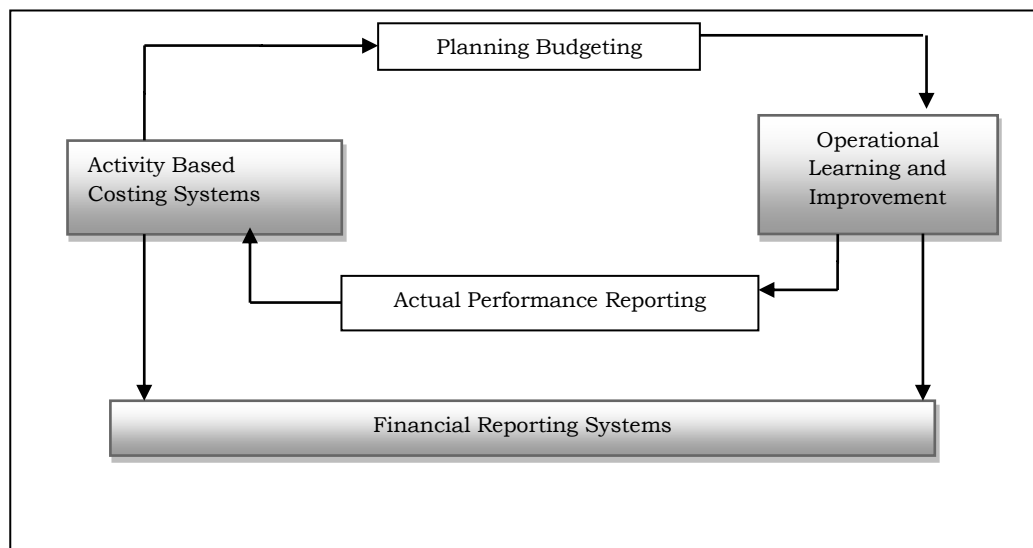 Planning Budgeting
Activity Based
Costing Systems
Operational
Learning and
Improvement
Actual Performance Reporting
Financial Reporting Systems